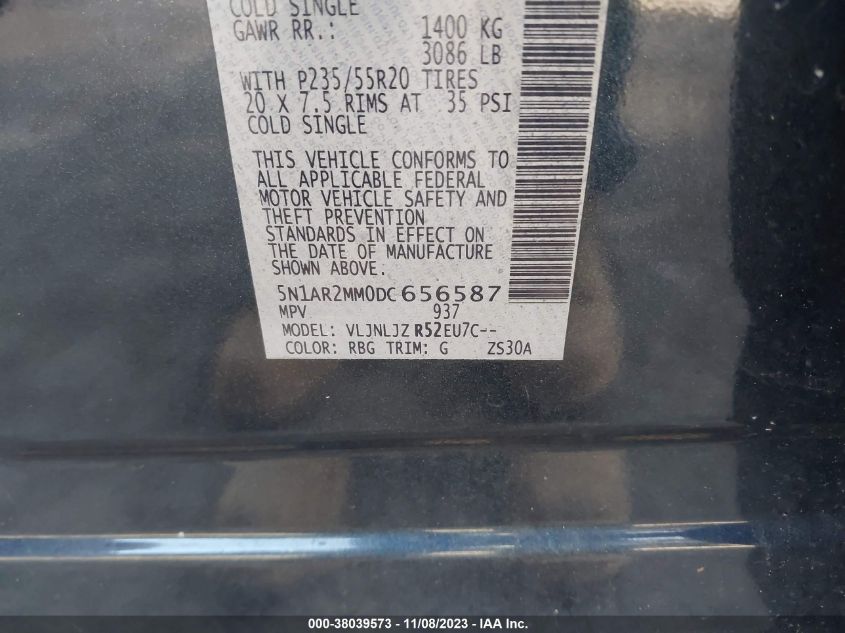 COLD SINGLE
GAWR RR.: 1400 KG
3086 LB
WITH P235/55R20 TIRES
20 X 7.5 RIMS AT 35 PSI
COLD SINGLE
THIS VEHICLE CONFORMS TO
ALL APPLICABLE FEDERAL
MOTOR VEHICLE SAFETY AND
THEFT PREVENTION
STANDARDS IN EFFECT ON
THE DATE OF MANUFACTURE
SHOWN ABOVE.
5N1AR2MM0DC656587
MPV 937
MODEL: VLJNLJZ R52EU7C--
COLOR: RBG TRIM: G ZS30A
000-38039573 - 11/08/2023 - I A A, Inc.